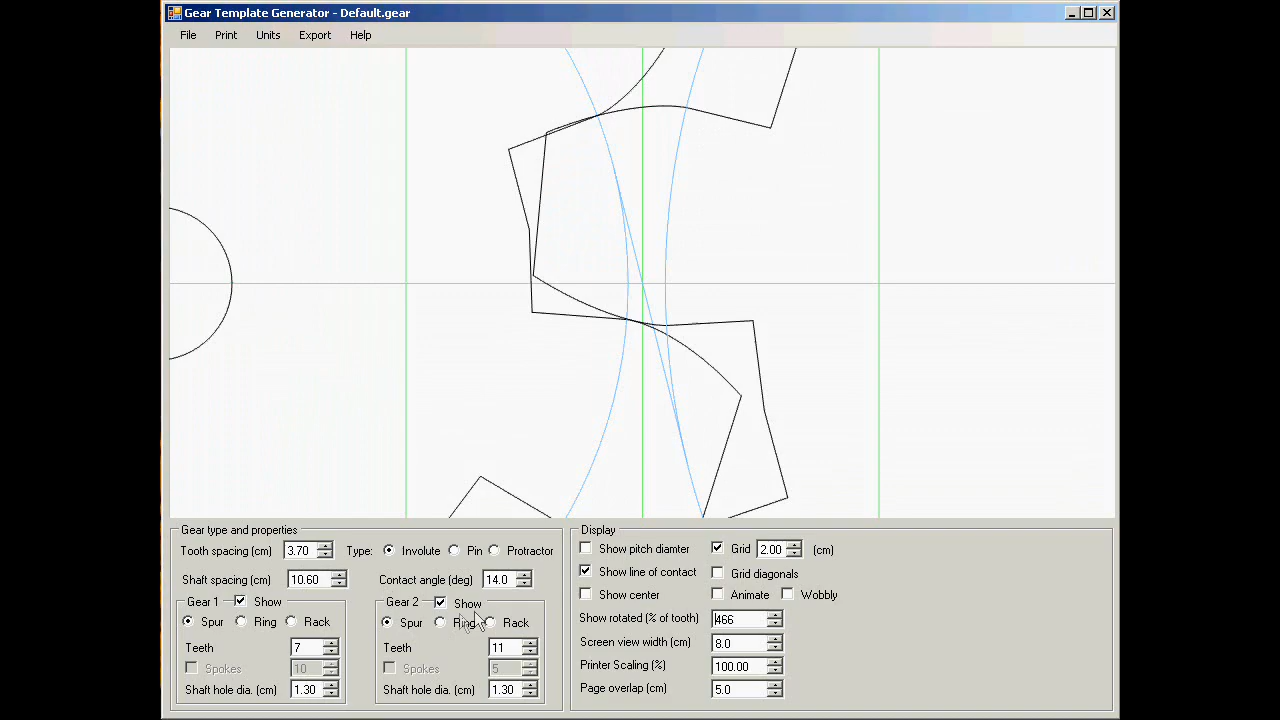 Gear Template Generator - Default.gear
File Print Units Export Help
Gear type and properties
Tooth spacing (cm) 3.70 Type: Involute Pin Protractor
Shaft spacing (cm) 10.60 Contact angle (deg) 14.0
Gear 1 Show
Spur Ring Rack
Teeth 7
Spokes 10
Shaft hole dia. (cm) 1.30
Gear 2 Show
Spur Ring Rack
Teeth 11
Spokes 5
Shaft hole dia. (cm) 1.30
Display
Show pitch diamter Grid 2.00 (cm)
Show line of contact Grid diagonals
Show center Animate Wobbly
Show rotated (% of tooth) 466
Screen view width (cm) 8.0
Printer Scaling (%) 100.00
Page overlap (cm) 5.0